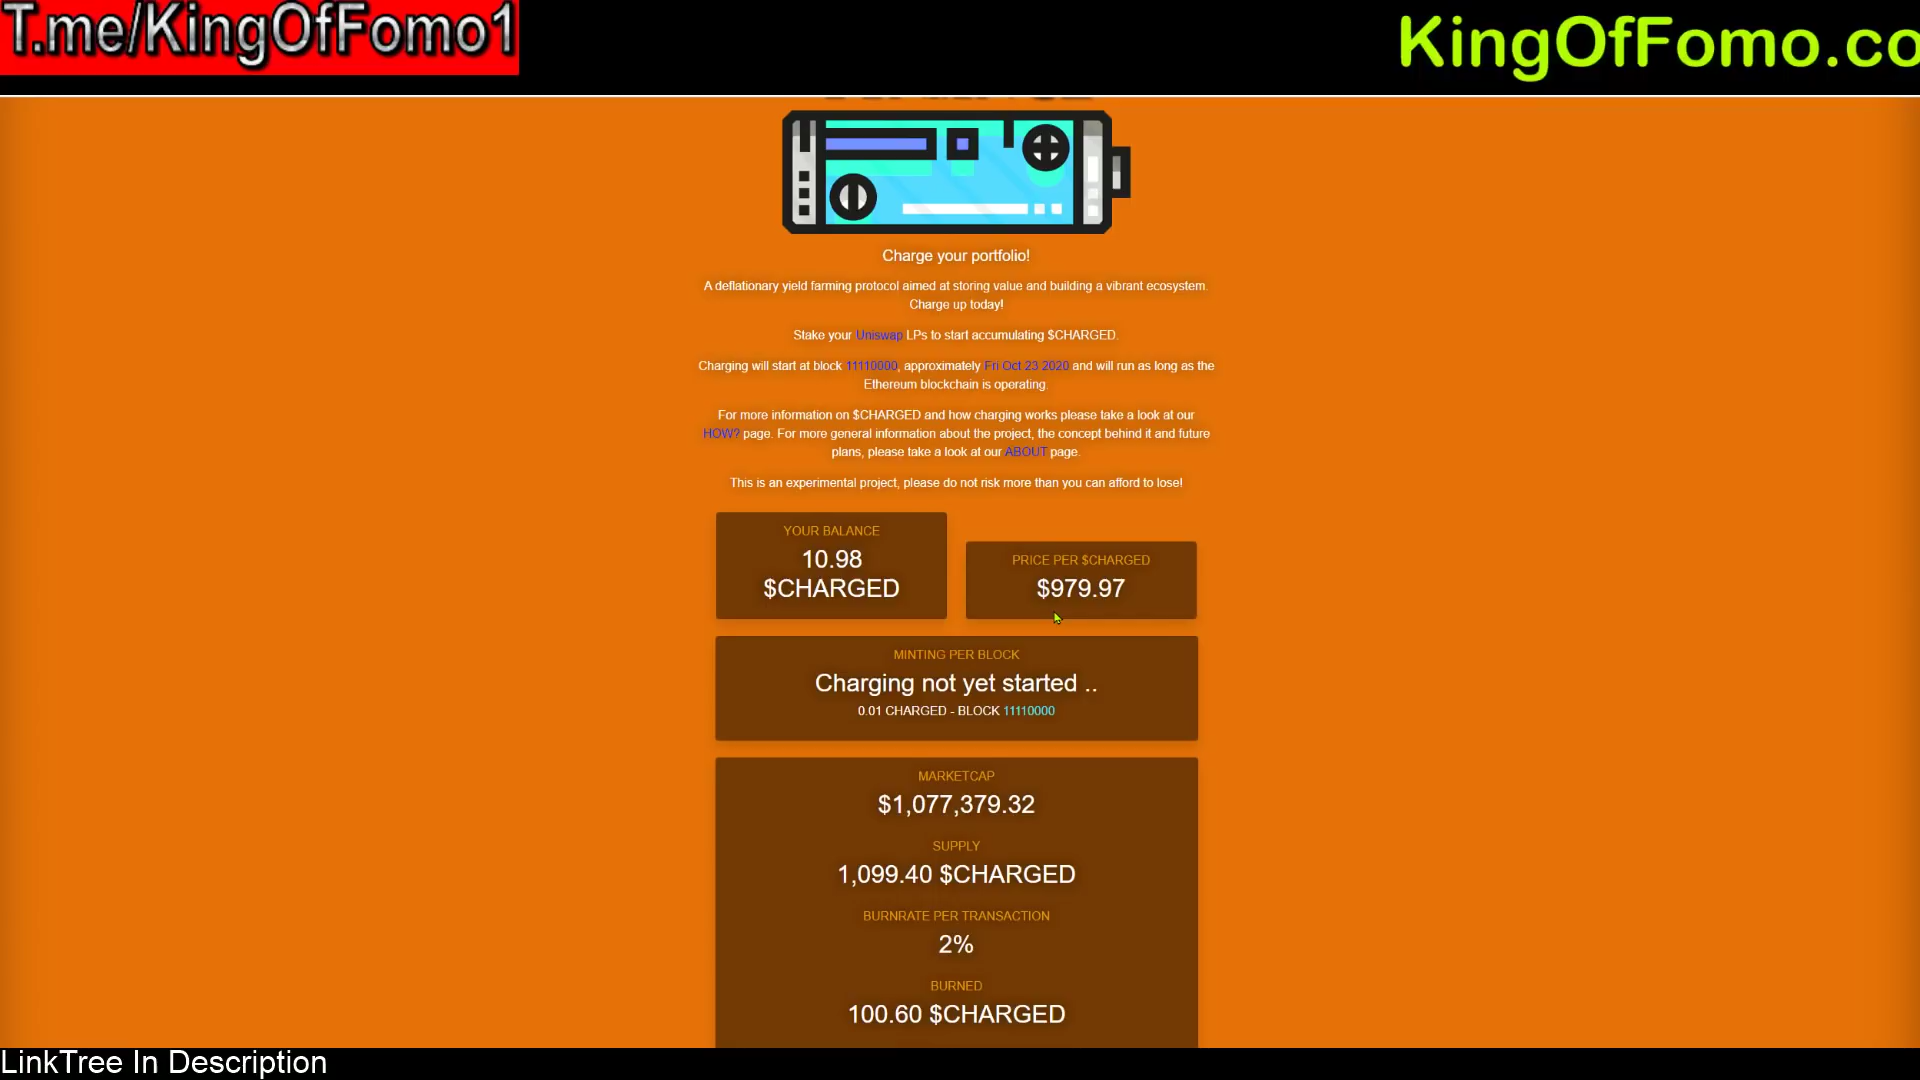 T.me/KingOfFomo1
KingOfFomo.co
Charge your portfolio!
A deflationary yield farming protocol aimed at storing value and building a vibrant ecosystem.
Charge up today!
Stake your Uniswap LPs to start accumulating $CHARGED.
Charging will start at block 11110000, approximately Fri Oct 23 2020 and will run as long as the
Ethereum blockchain is operating.
For more information on $CHARGED and how charging works please take a look at our
HOW? page. For more general information about the project, the concept behind it and future
plans, please take a look at our ABOUT page.
This is an experimental project, please do not risk more than you can afford to lose!
YOUR BALANCE
10.98
$CHARGED
PRICE PER $CHARGED
$979.97
MINTING PER BLOCK
Charging not yet started ..
0.01 CHARGED - BLOCK 11110000
MARKETCAP
$1,077,379.32
SUPPLY
1,099.40 $CHARGED
BURNRATE PER TRANSACTION
2%
BURNED
100.60 $CHARGED
LinkTree In Description